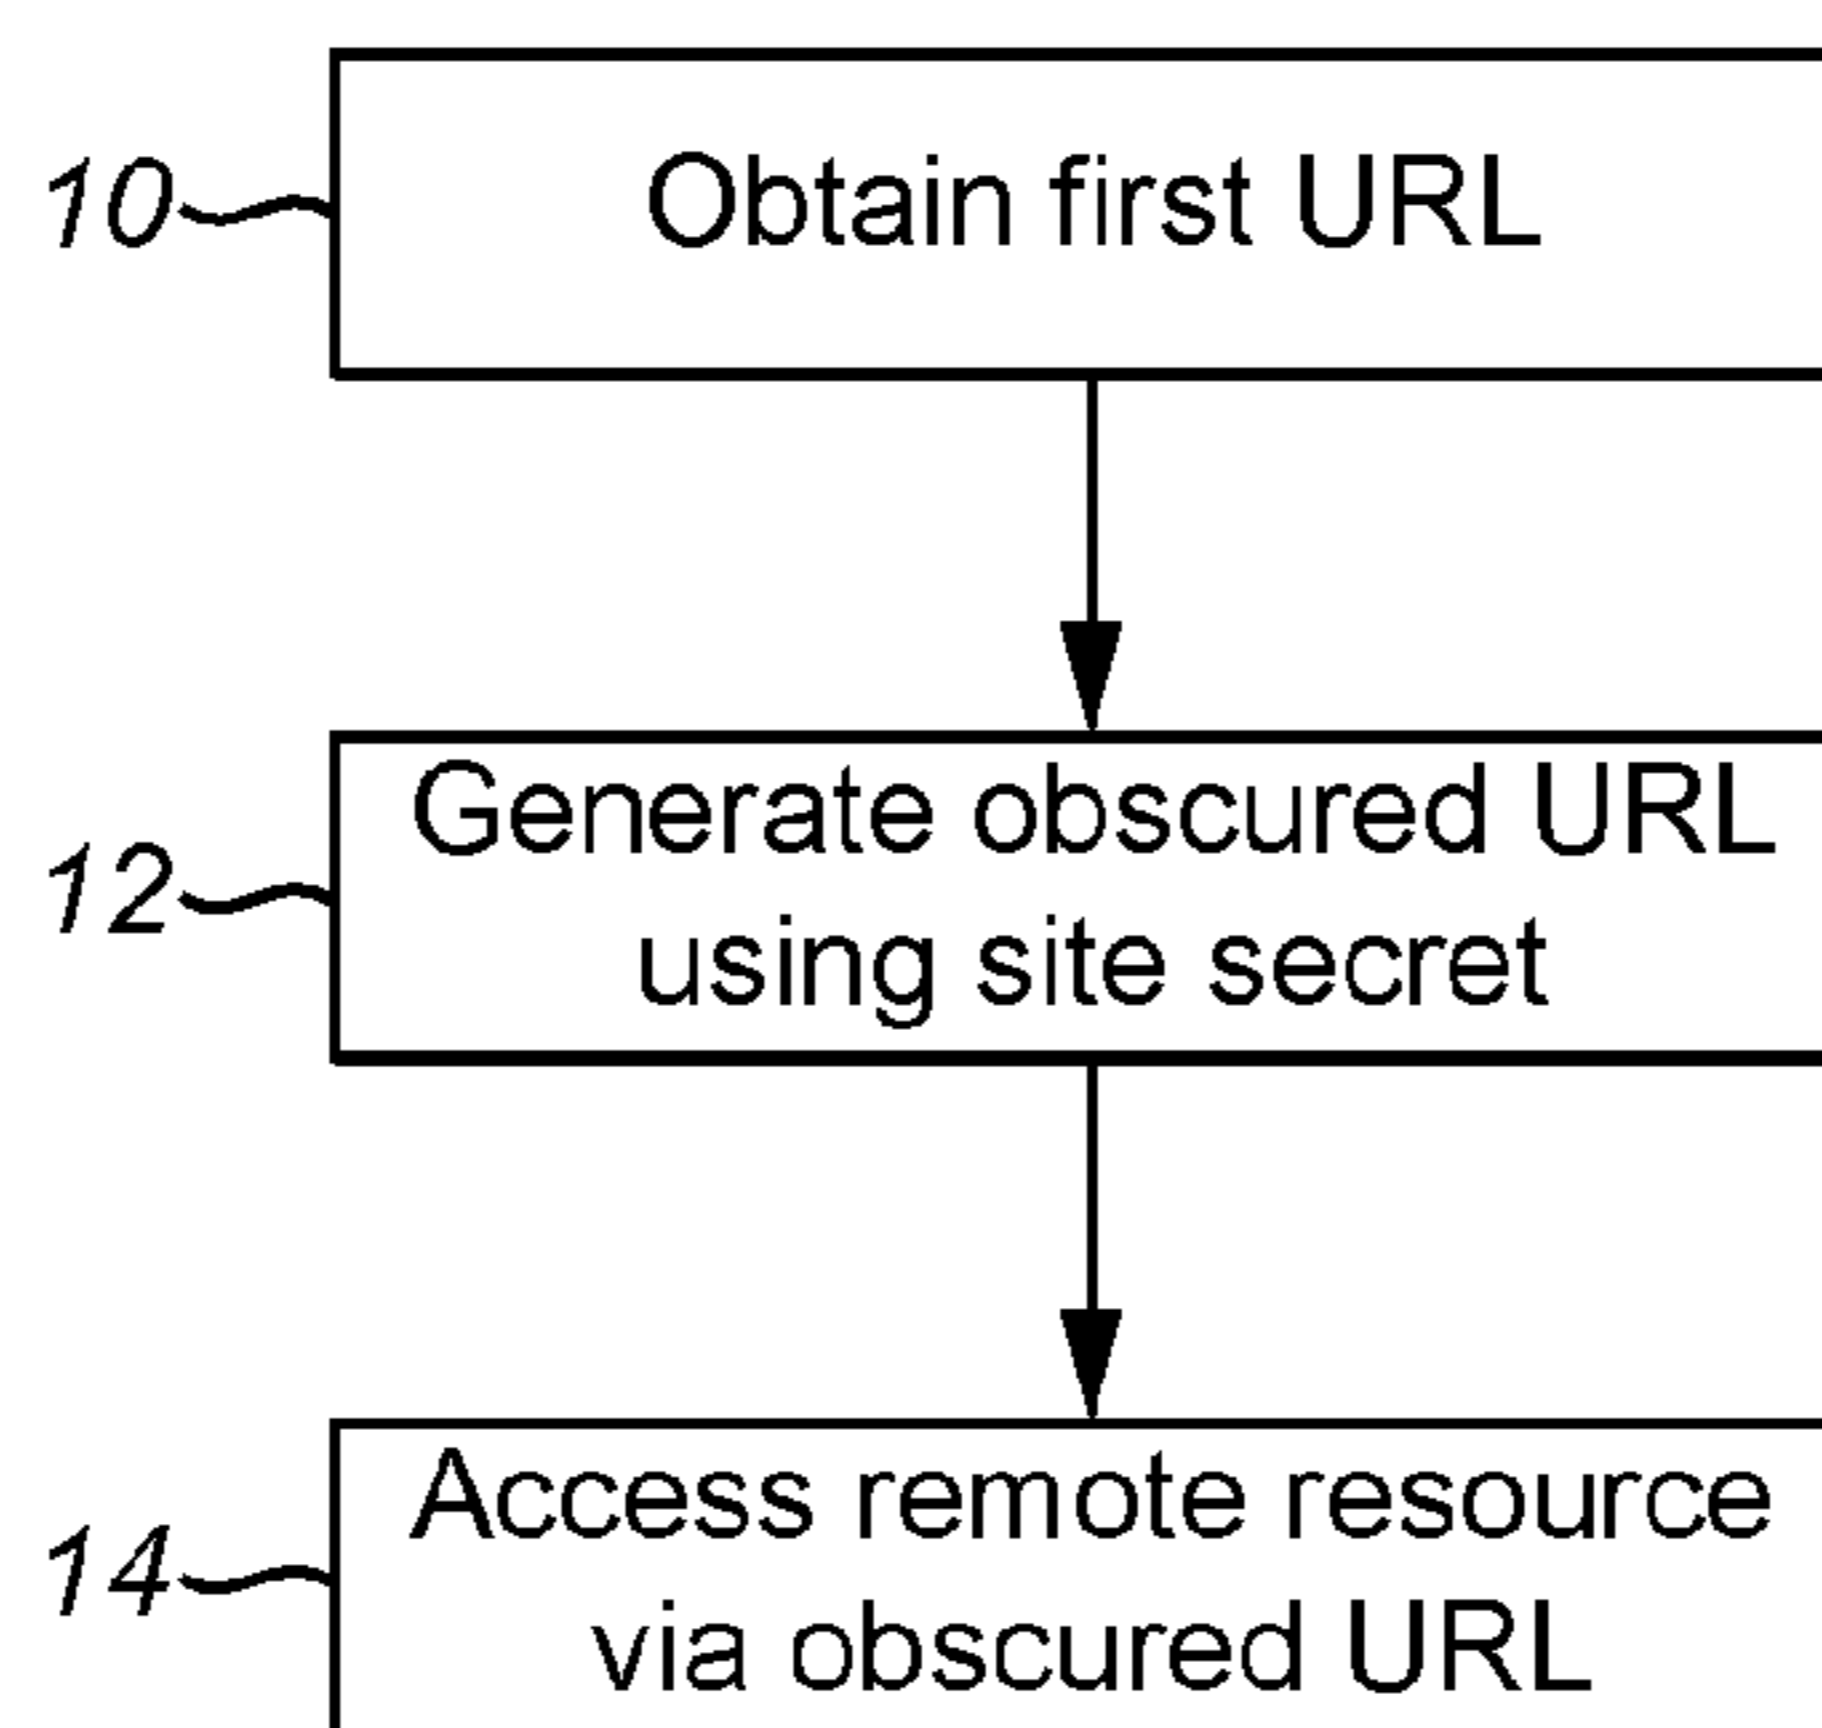 10
Obtain first URL
12
Generate obscured URL
using site secret
14
Access remote resource
via obscured URL